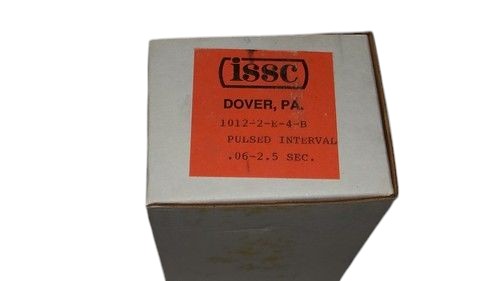 issc
DOVER, PA.
1012-2-E-4-B
PULSED INTERVAL
.06-2.5 SEC.